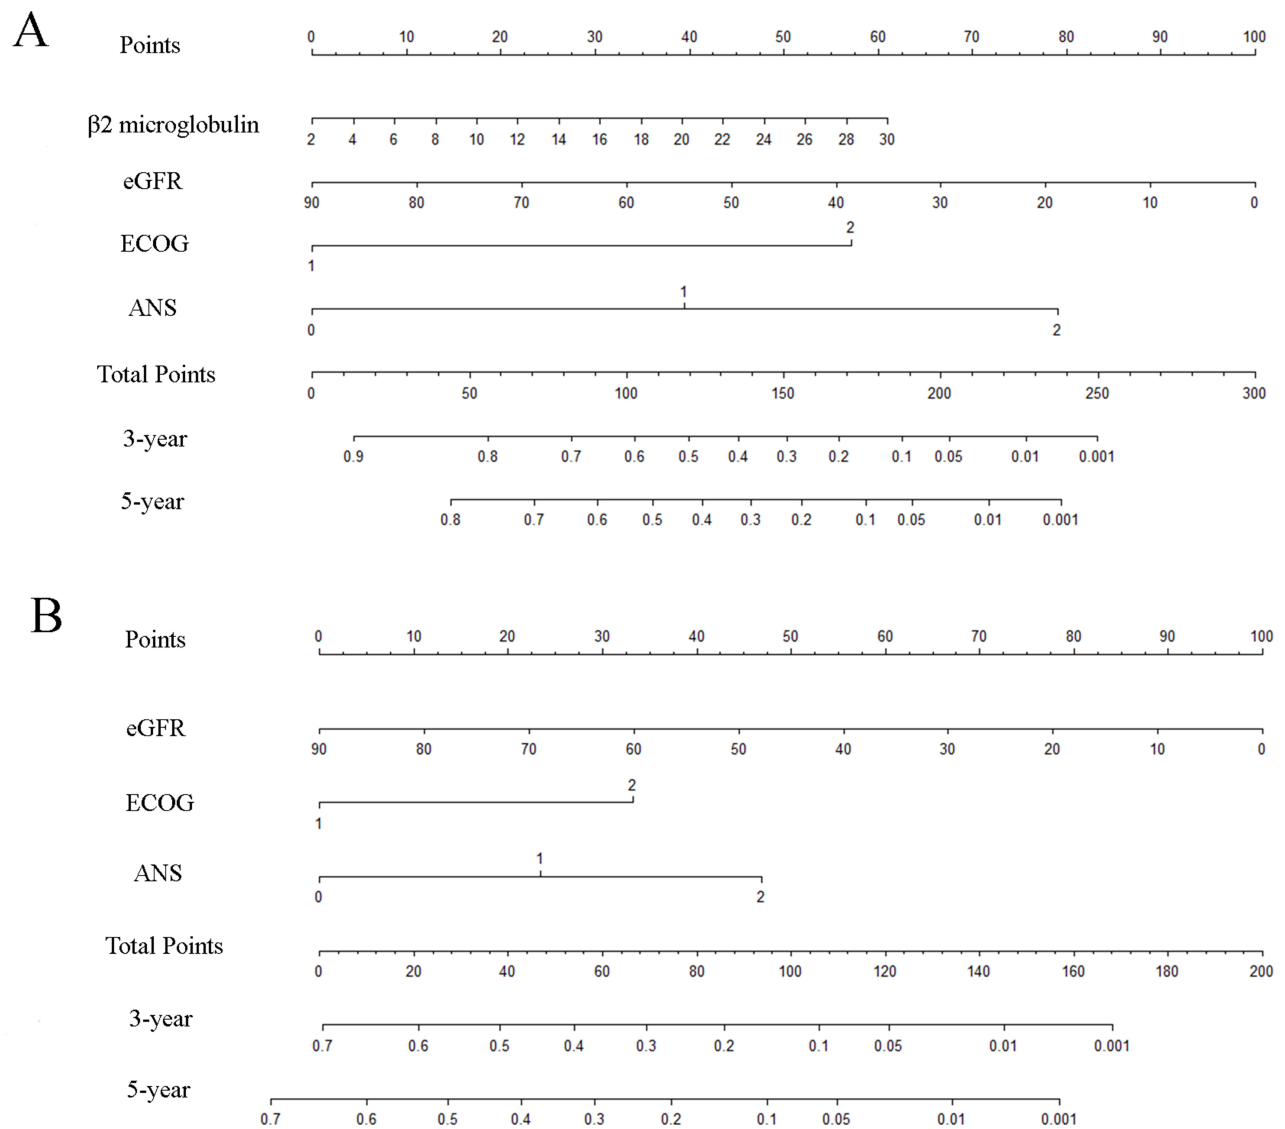 A
Points
0 10 20 30 40 50 60 70 80 90 100
β2 microglobulin
2 4 6 8 10 12 14 16 18 20 22 24 26 28 30
eGFR
90 80 70 60 50 40 30 20 10 0
ECOG
2
1
ANS
1
0 2
Total Points
0 50 100 150 200 250 300
3-year
0.9 0.8 0.7 0.6 0.5 0.4 0.3 0.2 0.1 0.05 0.01 0.001
5-year
0.8 0.7 0.6 0.5 0.4 0.3 0.2 0.1 0.05 0.01 0.001
B
Points
0 10 20 30 40 50 60 70 80 90 100
eGFR
90 80 70 60 50 40 30 20 10 0
ECOG
2
1
ANS
1
0 2
Total Points
0 20 40 60 80 100 120 140 160 180 200
3-year
0.7 0.6 0.5 0.4 0.3 0.2 0.1 0.05 0.01 0.001
5-year
0.7 0.6 0.5 0.4 0.3 0.2 0.1 0.05 0.01 0.001